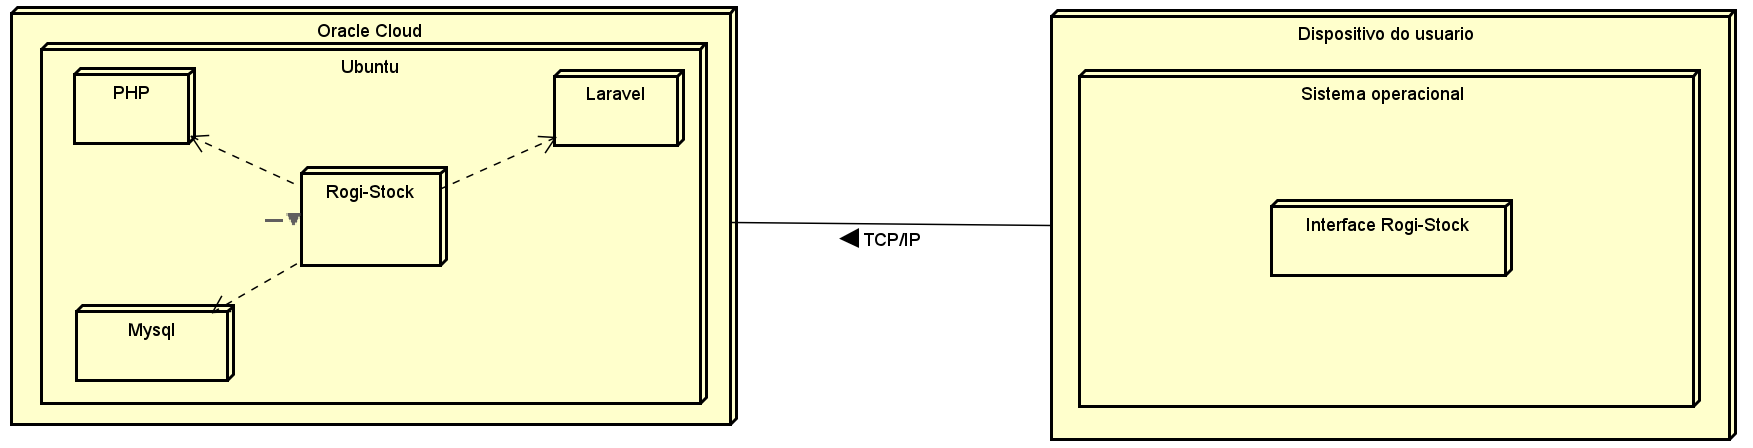 Oracle Cloud
Ubuntu
PHP
Laravel
Rogi-Stock
Mysql
TCP/IP
Dispositivo do usuario
Sistema operacional
Interface Rogi-Stock